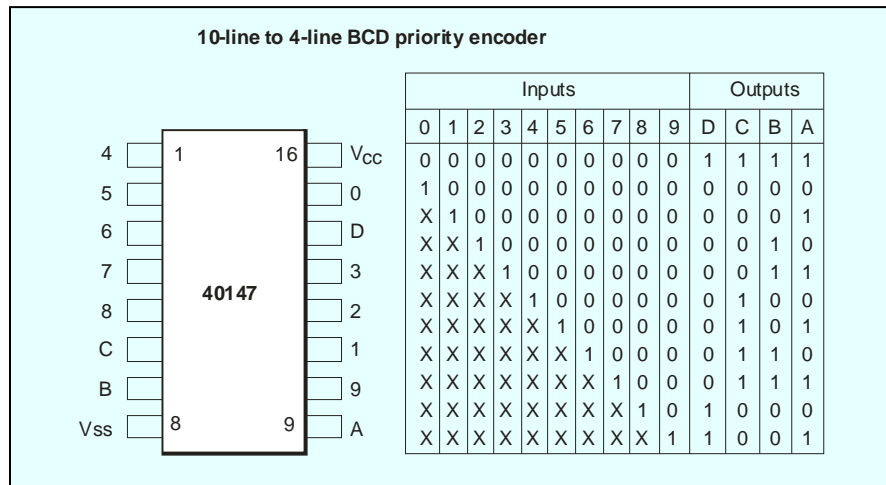 10-line to 4-line BCD priority encoder
Inputs Outputs
0 1 2 3 4 5 6 7 8 9 D C B A
0 0 0 0 0 0 0 0 0 0 1 1 1 1
1 0 0 0 0 0 0 0 0 0 0 0 0 0
X 1 0 0 0 0 0 0 0 0 0 0 0 1
X X 1 0 0 0 0 0 0 0 0 0 1 0
X X X 1 0 0 0 0 0 0 0 0 1 1
X X X X 1 0 0 0 0 0 0 1 0 0
X X X X X 1 0 0 0 0 0 1 0 1
X X X X X X 1 0 0 0 0 1 1 0
X X X X X X X 1 0 0 0 1 1 1
X X X X X X X X 1 0 1 0 0 0
X X X X X X X X X 1 1 0 0 1
4 1 16 VCC
5 0
6 D
7 3
40147
8 2
C 1
B 9
Vss 8 9 A